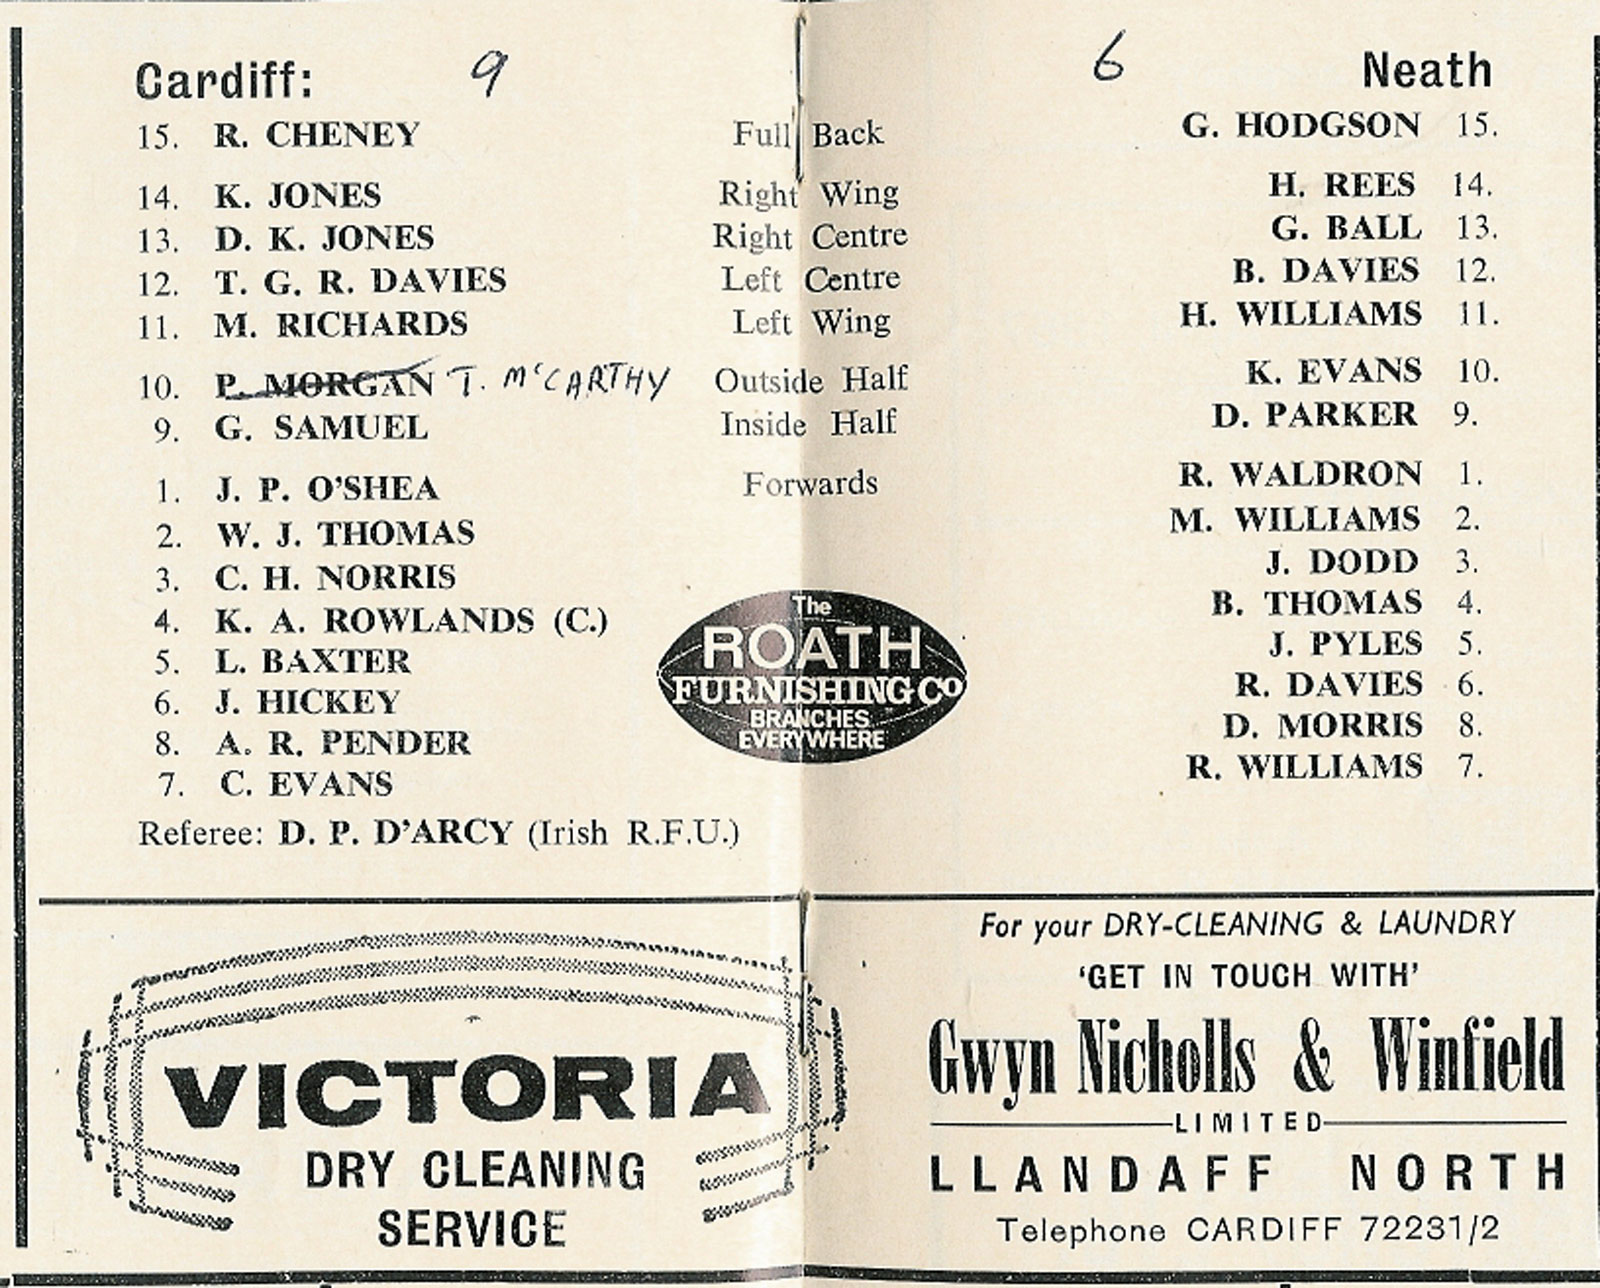 Cardiff: 9 6 Neath
15. R. CHENEY Full Back G. HODGSON 15.
14. K. JONES Right Wing H. REES 14.
13. D. K. JONES Right Centre G. BALL 13.
12. T. G. R. DAVIES Left Centre B. DAVIES 12.
11. M. RICHARDS Left Wing H. WILLIAMS 11.
10. P. MORGAN T. McCARTHY Outside Half K. EVANS 10.
9. G. SAMUEL Inside Half D. PARKER 9.
1. J. P. O'SHEA Forwards R. WALDRON 1.
2. W. J. THOMAS M. WILLIAMS 2.
3. C. H. NORRIS J. DODD 3.
4. K. A. ROWLANDS (C.) B. THOMAS 4.
5. L. BAXTER J. PYLES 5.
6. J. HICKEY R. DAVIES 6.
8. A. R. PENDER D. MORRIS 8.
7. C. EVANS R. WILLIAMS 7.
The
ROATH
FURNISHING CO
BRANCHES
EVERYWHERE
Referee: D. P. D'ARCY (Irish R.F.U.)
VICTORIA
DRY CLEANING
SERVICE
For your DRY-CLEANING & LAUNDRY
'GET IN TOUCH WITH'
Gwyn Nicholls & Winfield
LIMITED
LLANDAFF NORTH
Telephone CARDIFF 72231/2